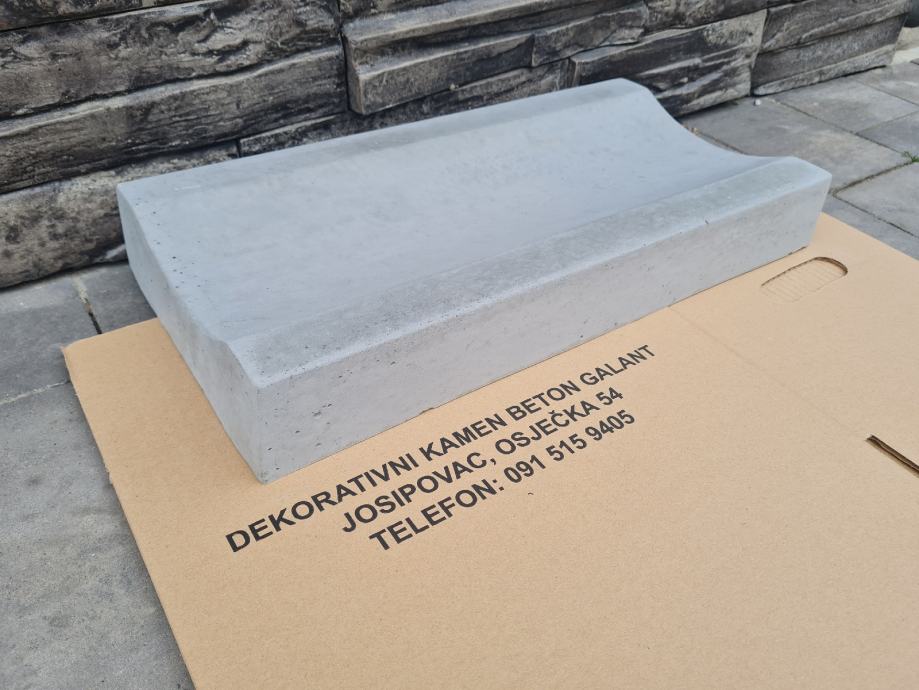 DEKORATIVNI KAMEN BETON GALANT
JOSIPOVAC, OSJEČKA 54
TELEFON: 091 515 9405